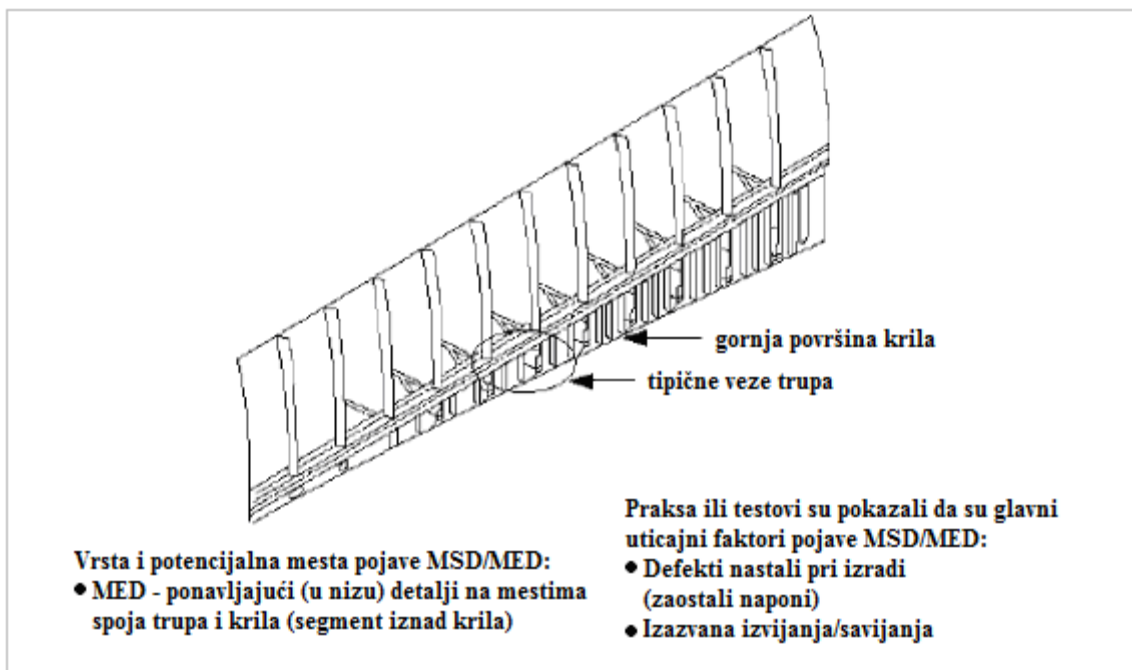 gornja površina krila
tipične veze trupa
Vrsta i potencijalna mesta pojave MSD/MED:
● MED - ponavljajući (u nizu) detalji na mestima
spoja trupa i krila (segment iznad krila)
Praksa ili testovi su pokazali da su glavni
uticajni faktori pojave MSD/MED:
● Defekti nastali pri izradi
(zaostali naponi)
● Izazvana izvijanja/savijanja